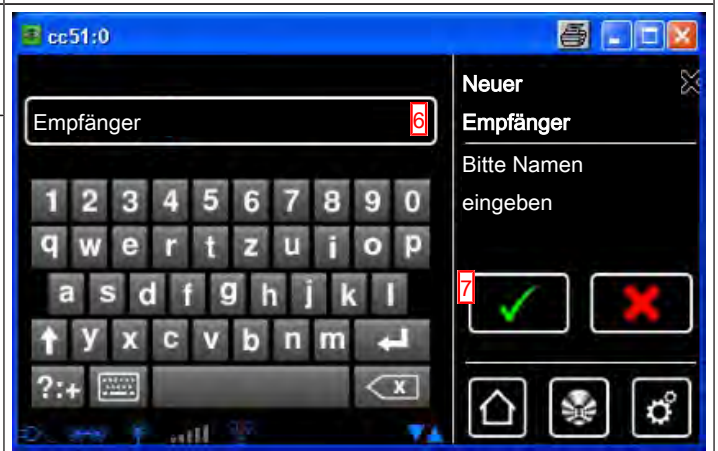 cc51:0
Empfänger 6
1 2 3 4 5 6 7 8 9 0
q w e r t z u i o p
a s d f g h j k l
y x c v b n m
?:+
x
Neuer
Empfänger
Bitte Namen
eingeben
7